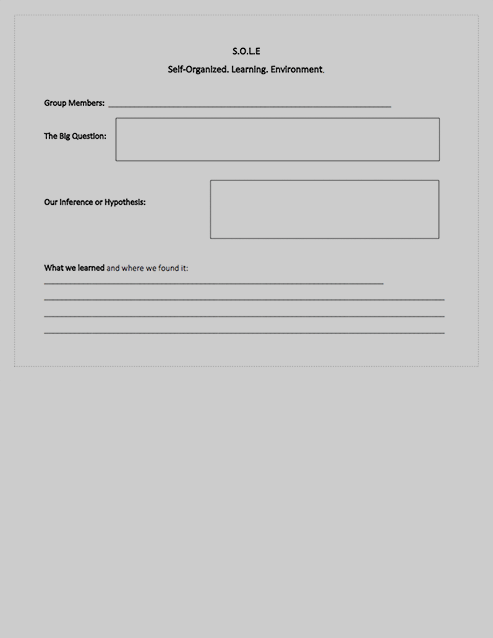 S.O.L.E
Self-Organized. Learning. Environment.
Group Members:
The Big Question:
Our Inference or Hypothesis:
What we learned and where we found it: